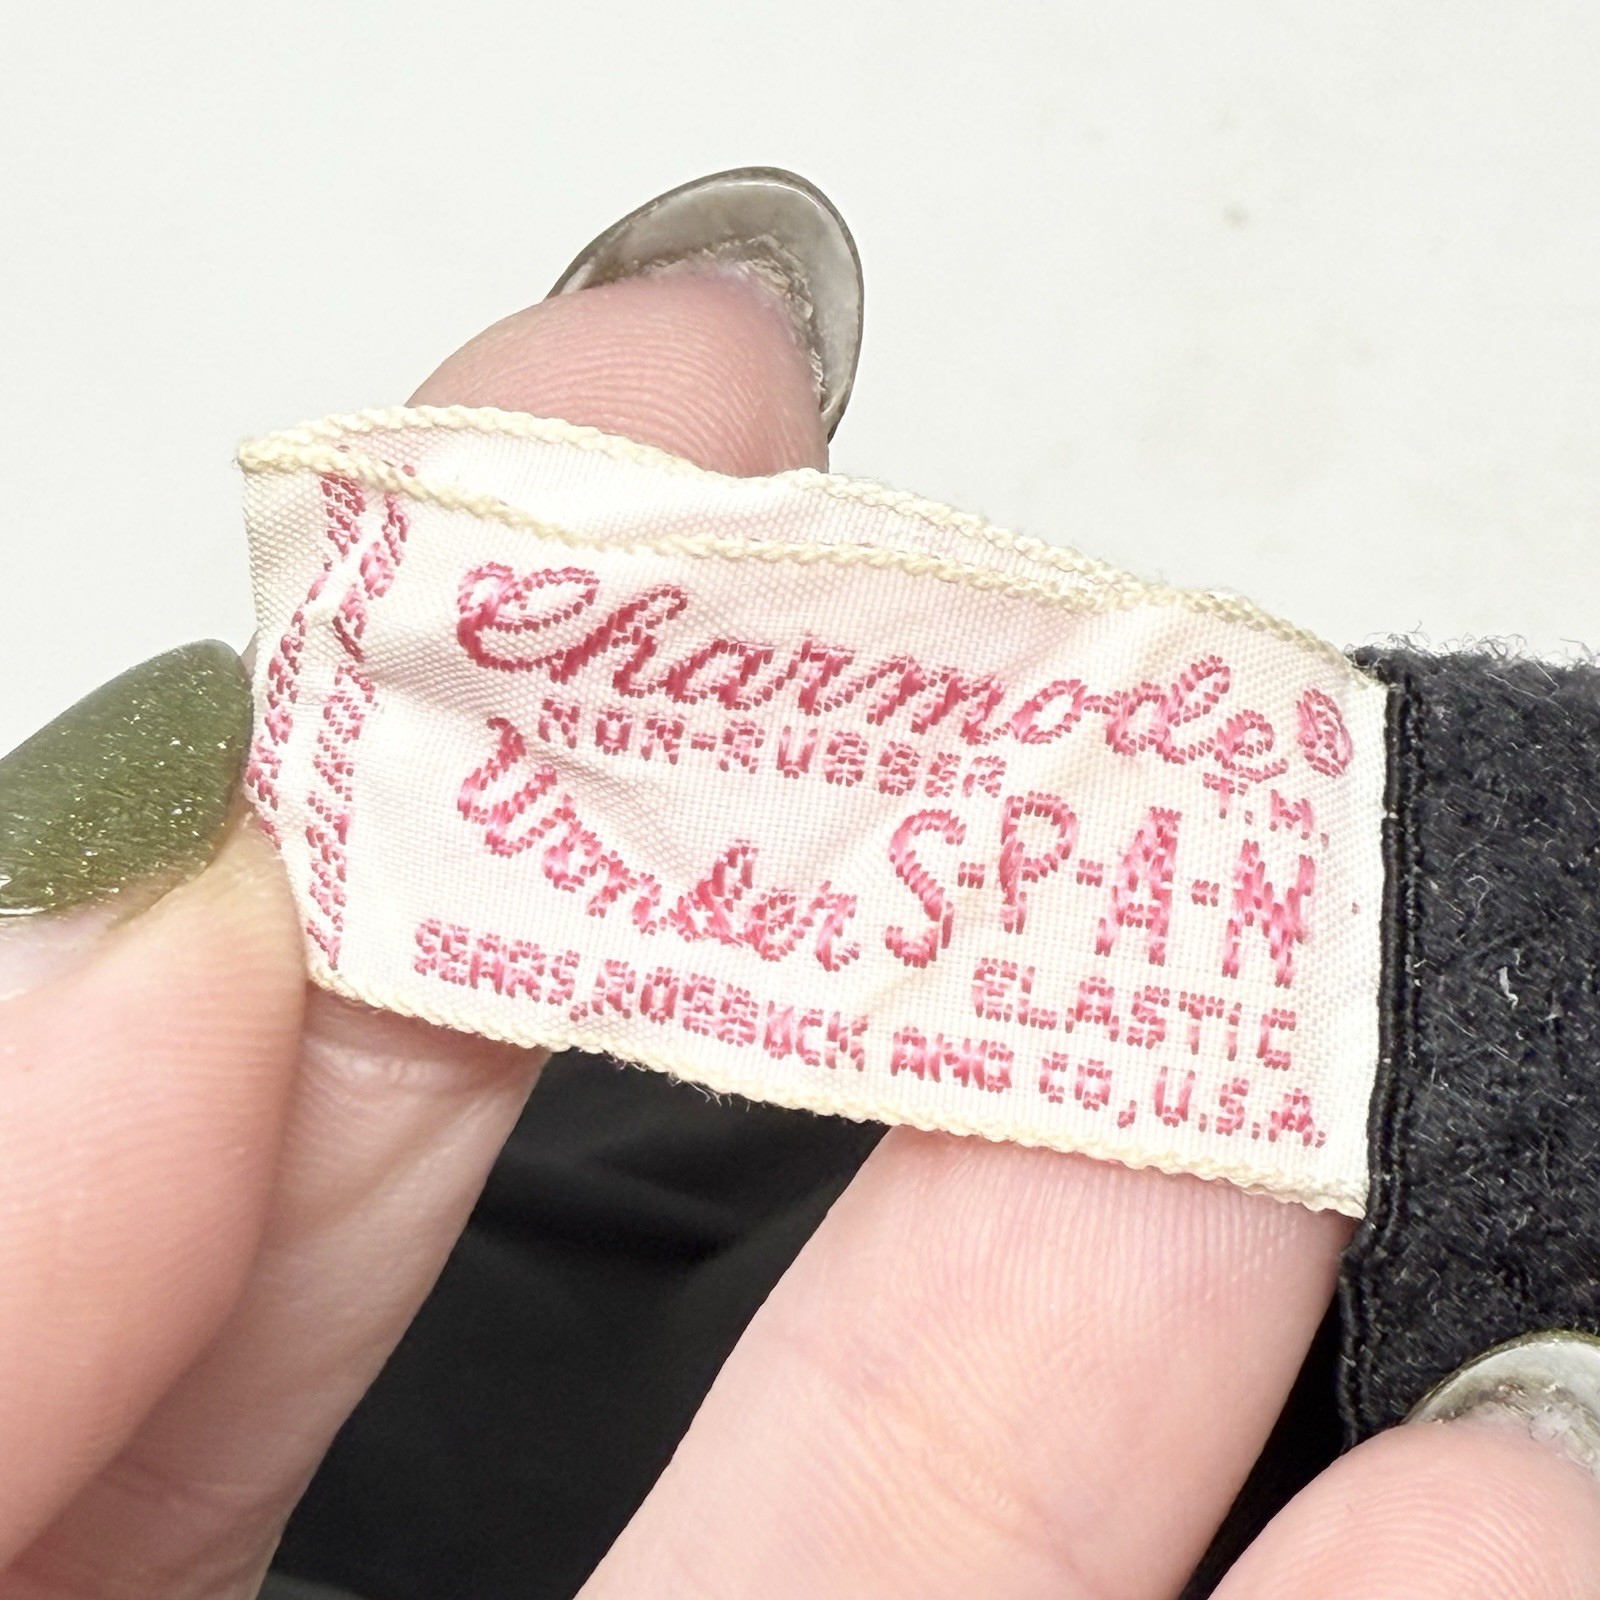 Charmode®
NON-RUBBER T.M.
Wonder S-P-A-N
ELASTIC
SEARS, ROEBUCK AND CO., U.S.A.